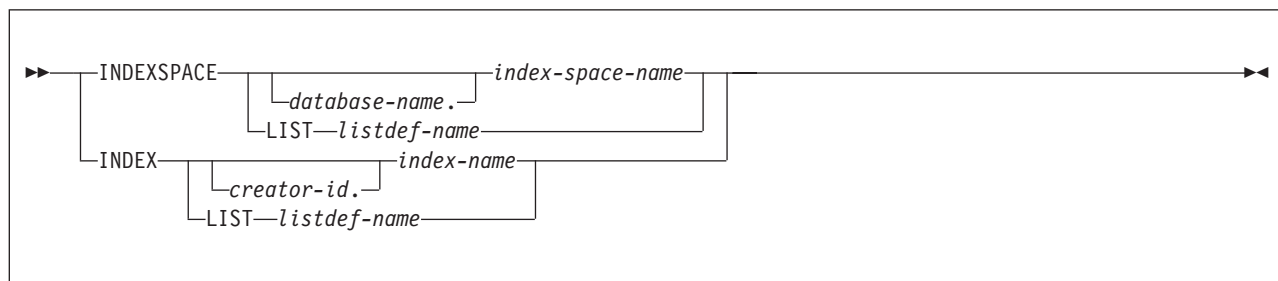 INDEXSPACE index-space-name
database-name.
LIST listdef-name
INDEX index-name
creator-id.
LIST listdef-name